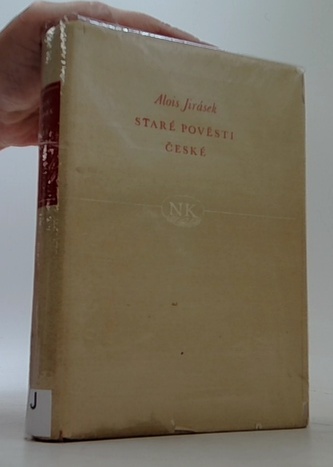 Alois Jirásek
STARÉ POVĚSTI
ČESKÉ
NK
J